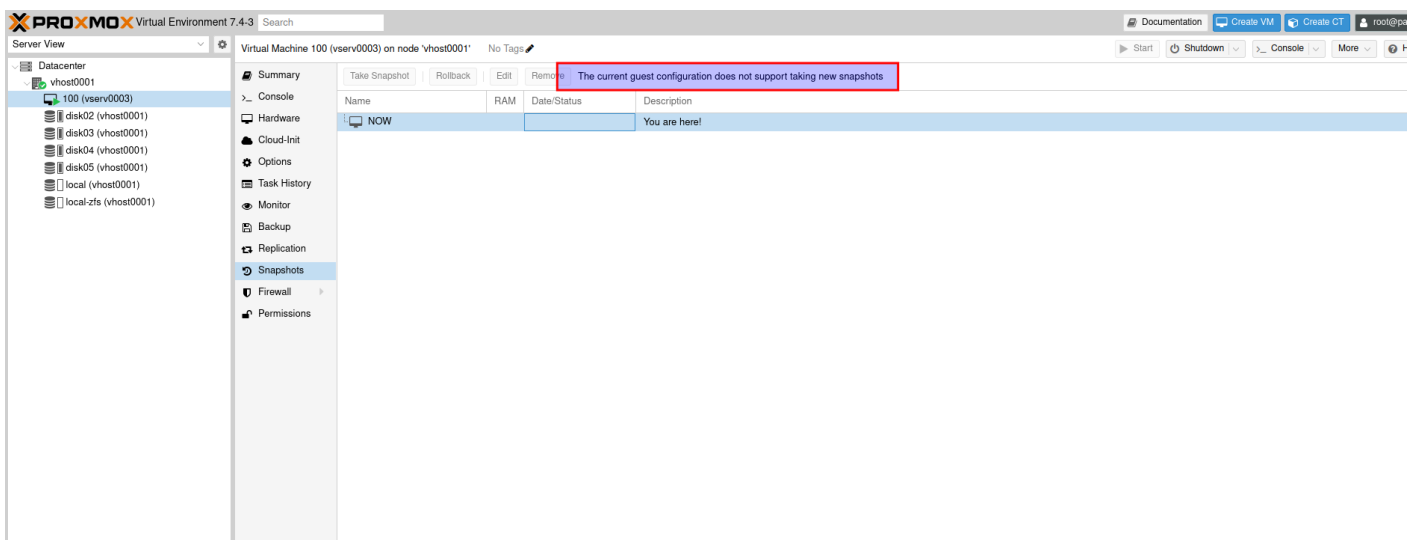 PROXMOX Virtual Environment 7.4-3 Search Documentation Create VM Create CT root@pa
Server View Virtual Machine 100 (vserv0003) on node 'vhost0001' No Tags Start Shutdown Console More H
Datacenter
vhost0001
100 (vserv0003)
disk02 (vhost0001)
disk03 (vhost0001)
disk04 (vhost0001)
disk05 (vhost0001)
local (vhost0001)
local-zfs (vhost0001)
Summary
Console
Hardware
Cloud-Init
Options
Task History
Monitor
Backup
Replication
Snapshots
Firewall
Permissions
Take Snapshot Rollback Edit Remove The current guest configuration does not support taking new snapshots
Name RAM Date/Status Description
NOW You are here!